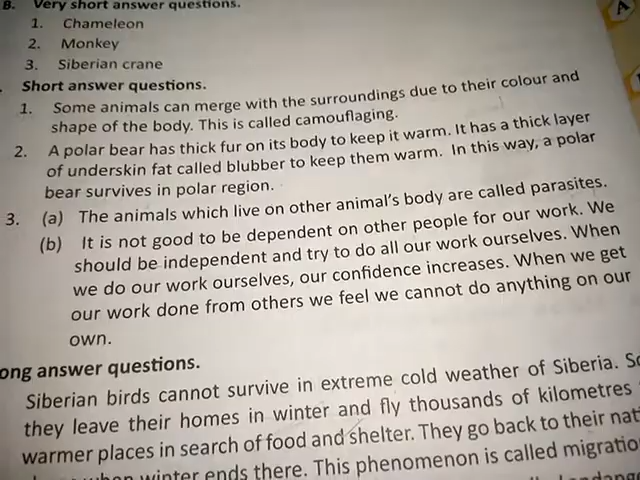 B. Very short answer questions.
1. Chameleon
2. Monkey
3. Siberian crane
Short answer questions.
1. Some animals can merge with the surroundings due to their colour and
shape of the body. This is called camouflaging.
2. A polar bear has thick fur on its body to keep it warm. It has a thick layer
of underskin fat called blubber to keep them warm. In this way, a polar
bear survives in polar region.
3. (a) The animals which live on other animal's body are called parasites.
(b) It is not good to be dependent on other people for our work. We
should be independent and try to do all our work ourselves. When
we do our work ourselves, our confidence increases. When we get
our work done from others we feel we cannot do anything on our
own.
ong answer questions.
Siberian birds cannot survive in extreme cold weather of Siberia. So
they leave their homes in winter and fly thousands of kilometres
warmer places in search of food and shelter. They go back to their nat
when winter ends there. This phenomenon is called migratio
A